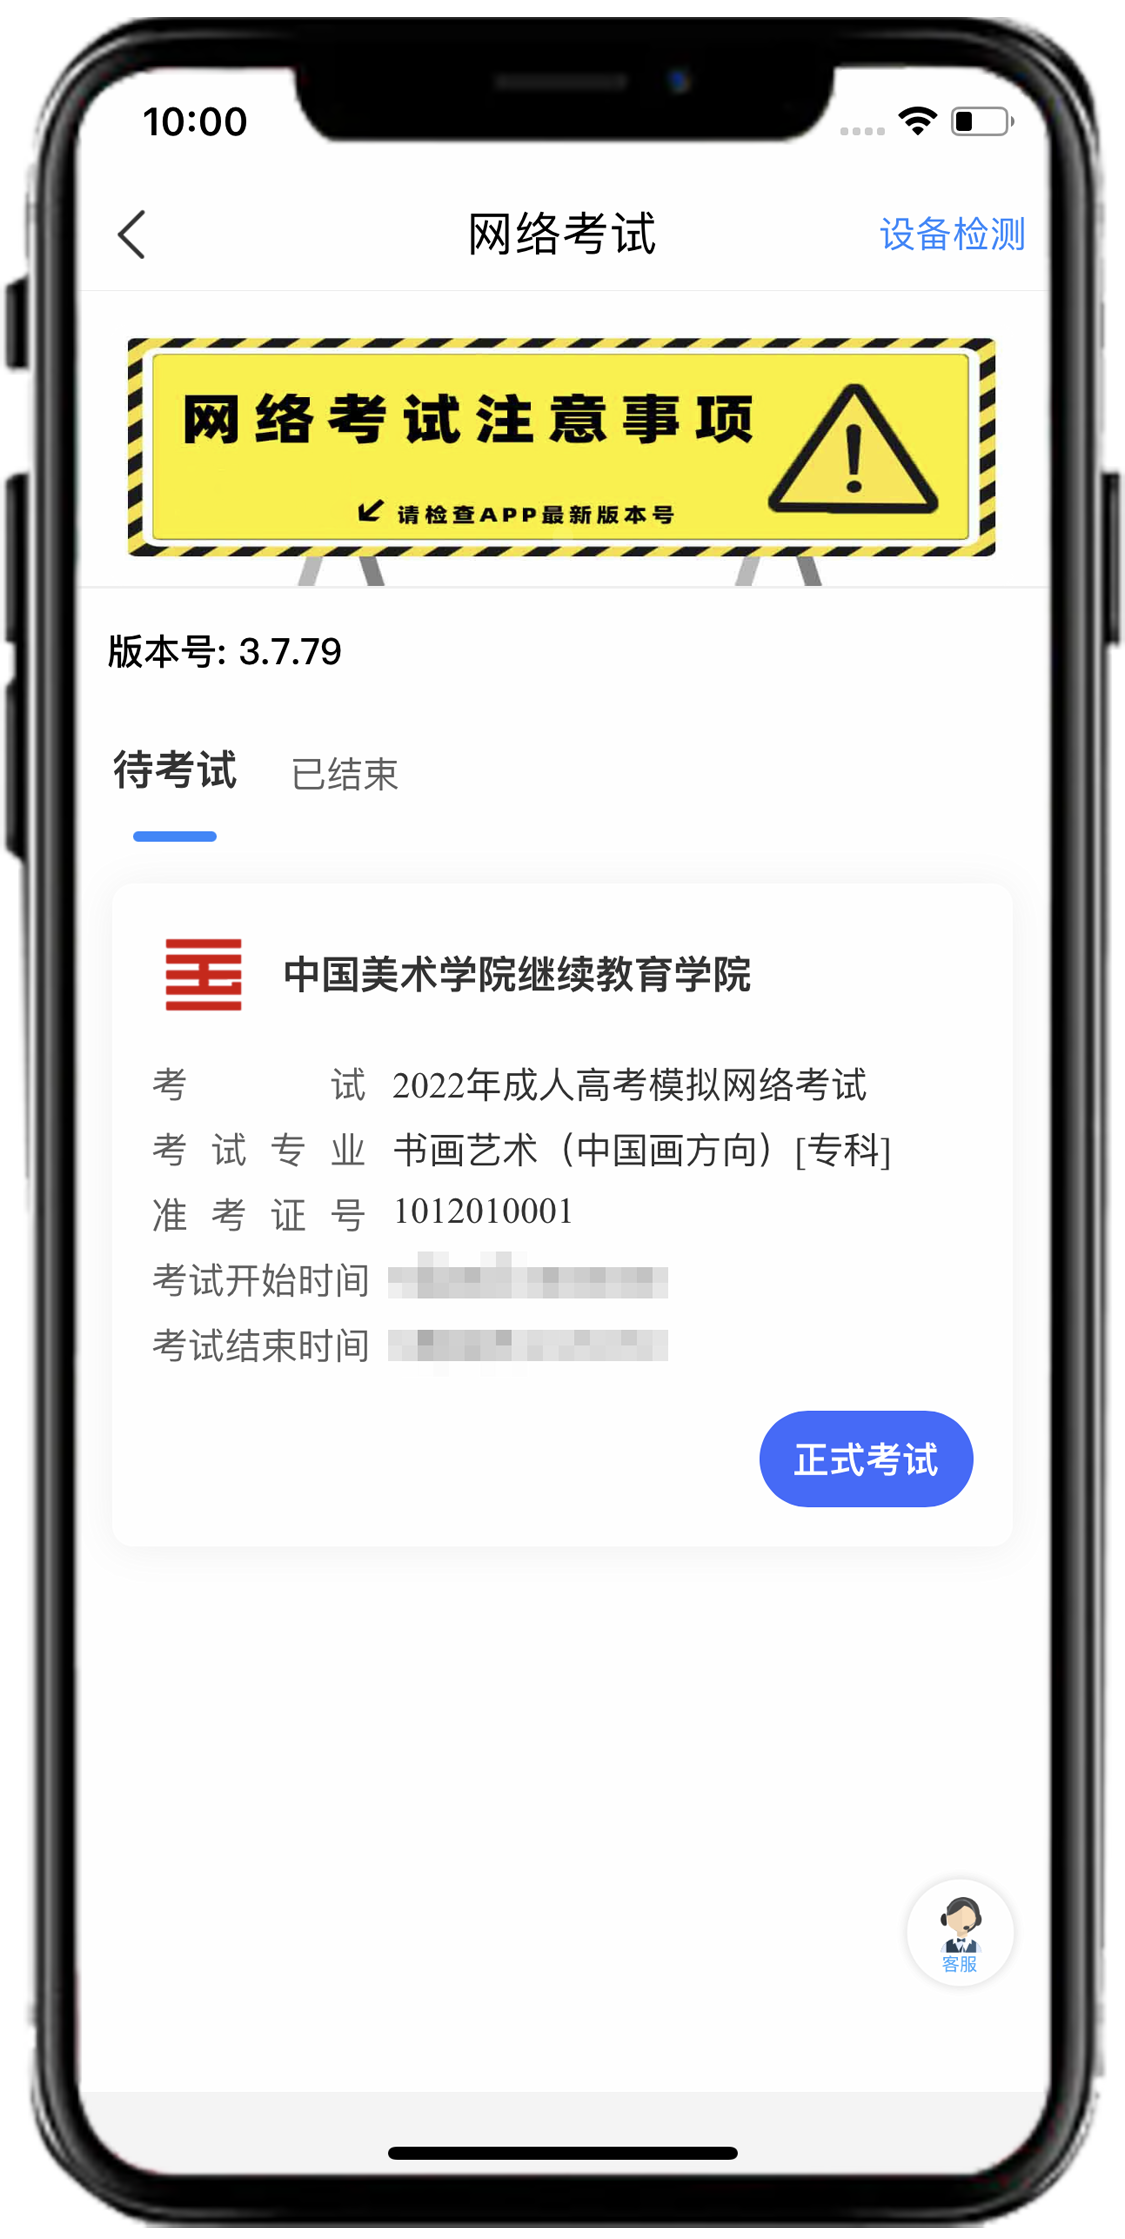 10:00
网络考试
设备检测
网络考试注意事项
请检查APP最新版本号
版本号: 3.7.79
待考试
已结束
中国美术学院继续教育学院
考试 2022年成人高考模拟网络考试
考试专业 书画艺术（中国画方向）[专科]
准考证号 1012010001
考试开始时间
考试结束时间
正式考试
客服